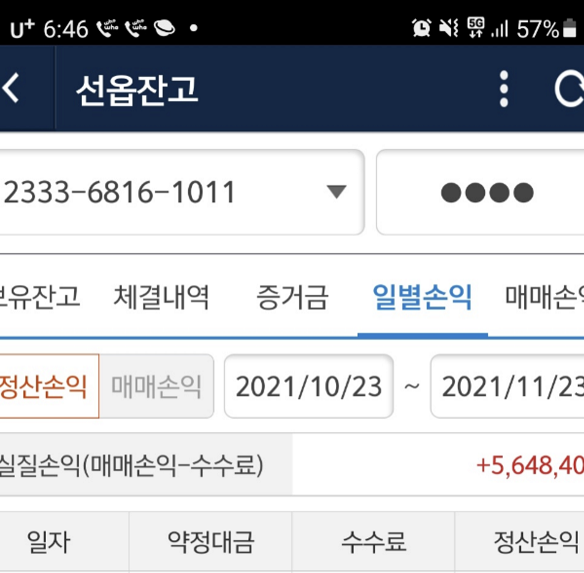 U+ 6:46 57%
선옵잔고
2333-6816-1011 ●●●●
보유잔고 체결내역 증거금 일별손익 매매손익
정산손익 매매손익 2021/10/23 ~ 2021/11/23
실질손익(매매손익-수수료) +5,648,40
일자 약정대금 수수료 정산손익